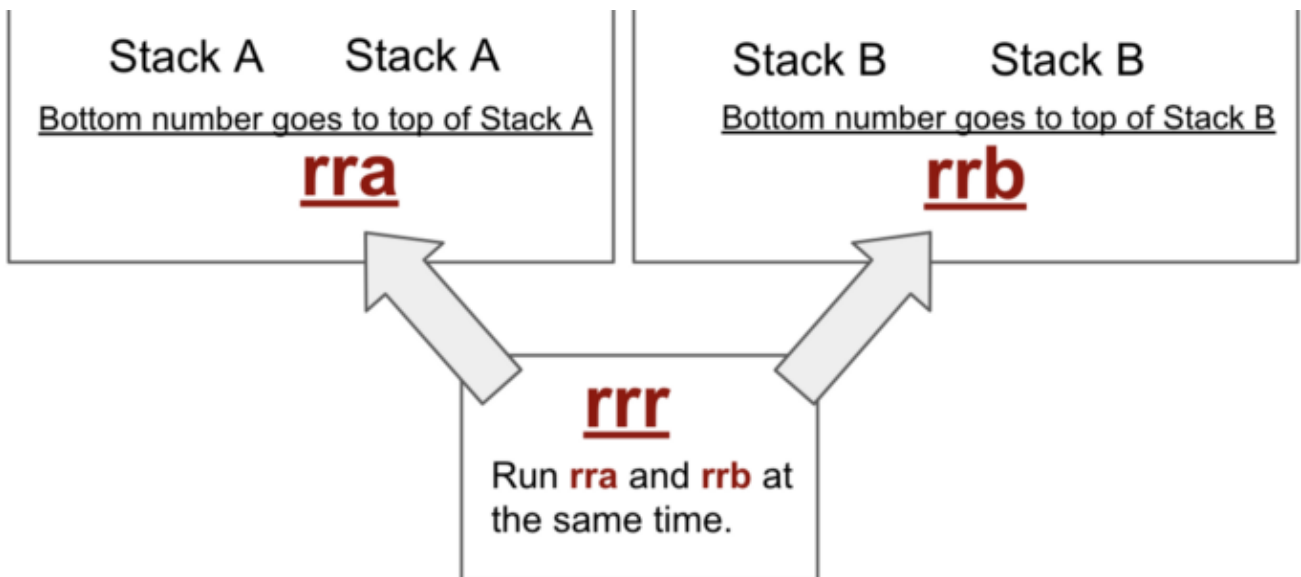 Stack A Stack A
Bottom number goes to top of Stack A
rra
Stack B Stack B
Bottom number goes to top of Stack B
rrb
rrr
Run rra and rrb at
the same time.